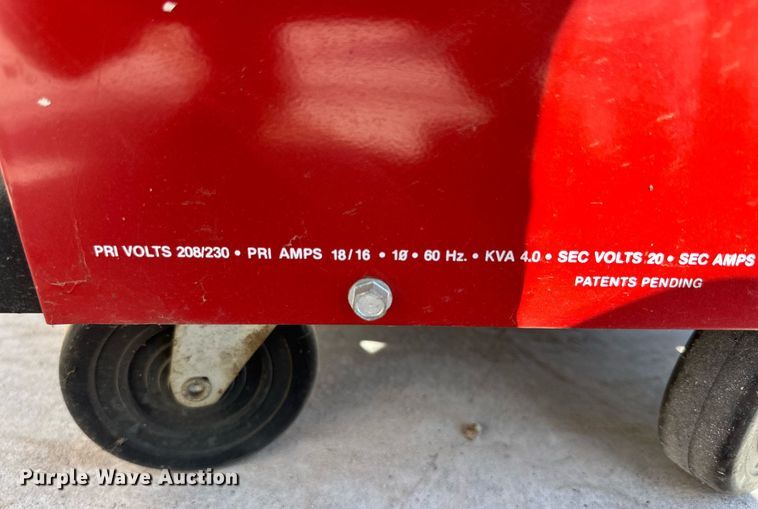 PRI VOLTS 208/230 • PRI AMPS 18/16 • 1Ø • 60 Hz. • KVA 4.0 • SEC VOLTS 20 • SEC AMPS
PATENTS PENDING
Purple Wave Auction